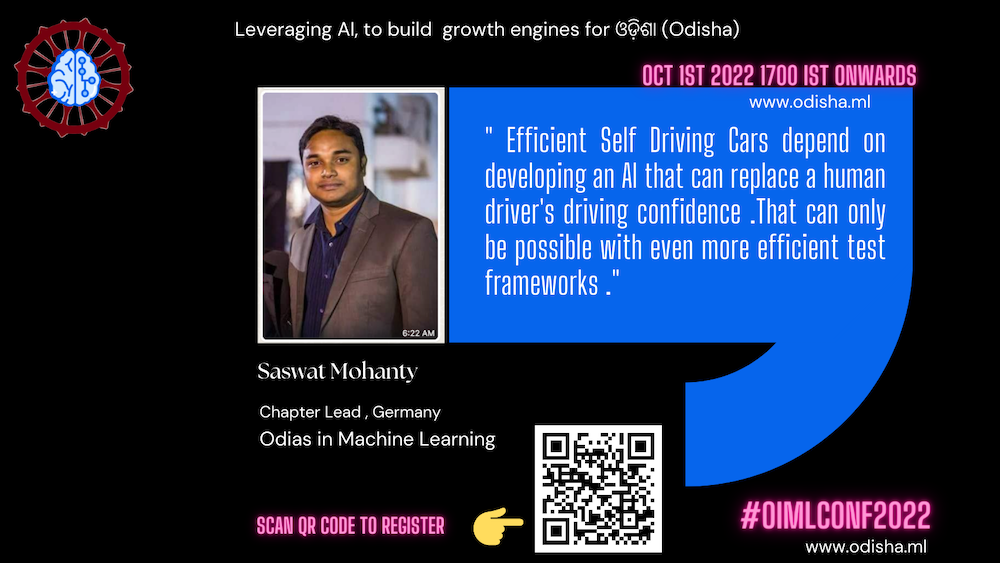 Leveraging AI, to build growth engines for ଓଡ଼ିଶା (Odisha)
OCT 1ST 2022 1700 IST ONWARDS
www.odisha.ml
" Efficient Self Driving Cars depend on
developing an AI that can replace a human
driver's driving confidence .That can only
be possible with even more efficient test
frameworks ."
6:22 AM
Saswat Mohanty
Chapter Lead , Germany
Odias in Machine Learning
SCAN QR CODE TO REGISTER
#OIMLCONF2022
www.odisha.ml